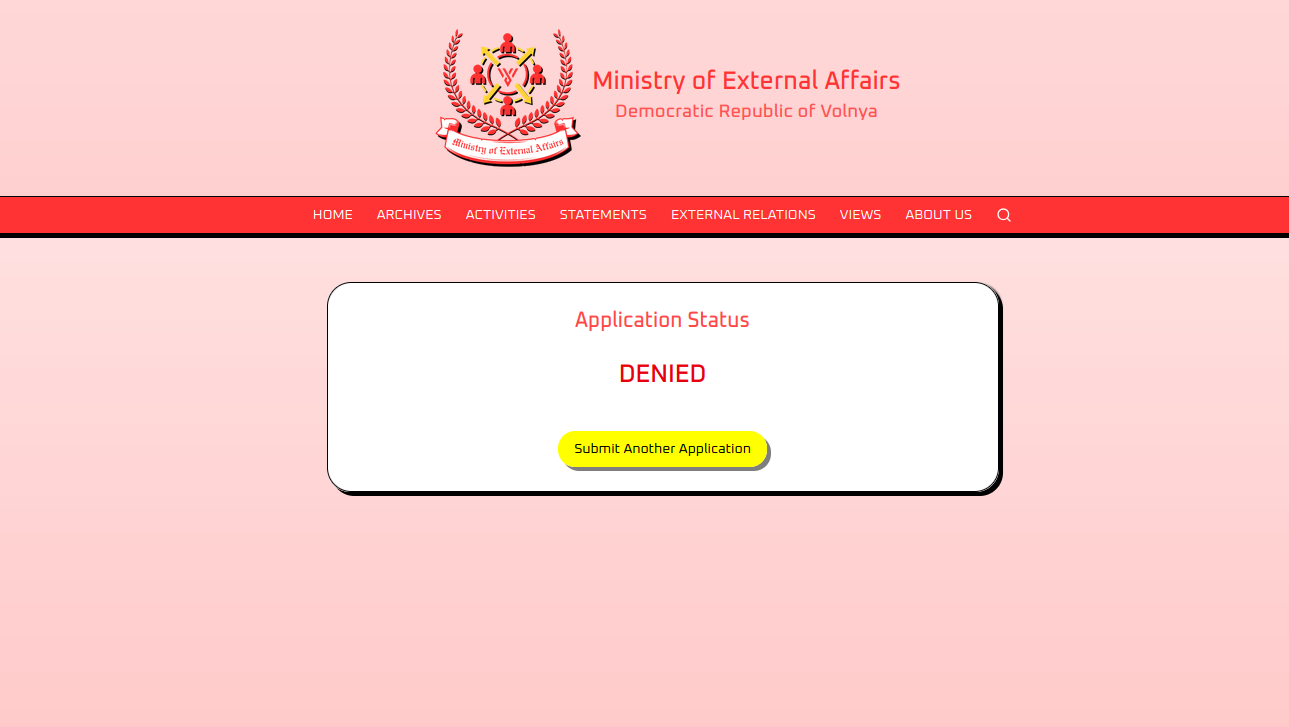 Ministry of External Affairs
Ministry of External Affairs
Democratic Republic of Volnya
HOME ARCHIVES ACTIVITIES STATEMENTS EXTERNAL RELATIONS VIEWS ABOUT US
Application Status
DENIED
Submit Another Application